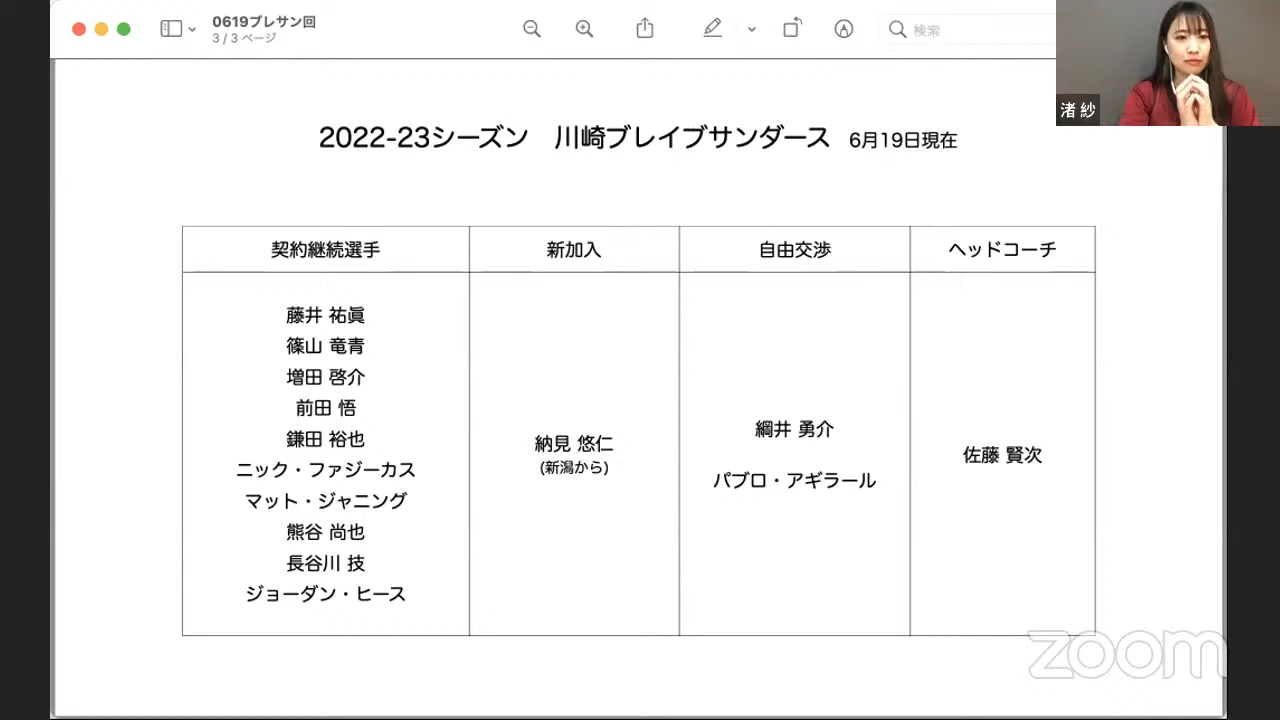 0619ブレサン回
3 / 3 ページ
検索
渚 紗
2022-23シーズン 川崎ブレイブサンダース 6月19日現在
契約継続選手 新加入 自由交渉 ヘッドコーチ
藤井 祐眞
篠山 竜青
増田 啓介
前田 悟
鎌田 裕也
ニック・ファジーカス
マット・ジャニング
熊谷 尚也
長谷川 技
ジョーダン・ヒース
納見 悠仁
(新潟から)
綱井 勇介
パブロ・アギラール
佐藤 賢次
zoom